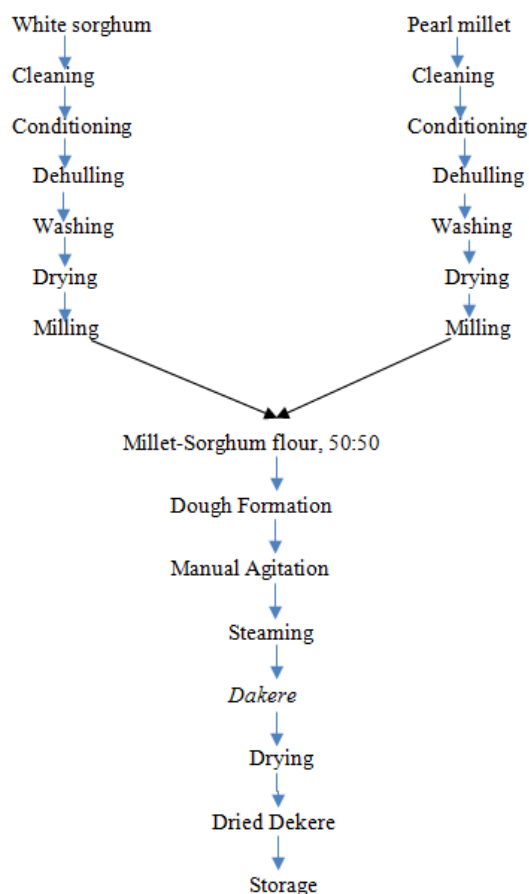 White sorghum Pearl millet
Cleaning Cleaning
Conditioning Conditioning
Dehulling Dehulling
Washing Washing
Drying Drying
Milling Milling
Millet-Sorghum flour, 50:50
Dough Formation
Manual Agitation
Steaming
Dakere
Drying
Dried Dekere
Storage